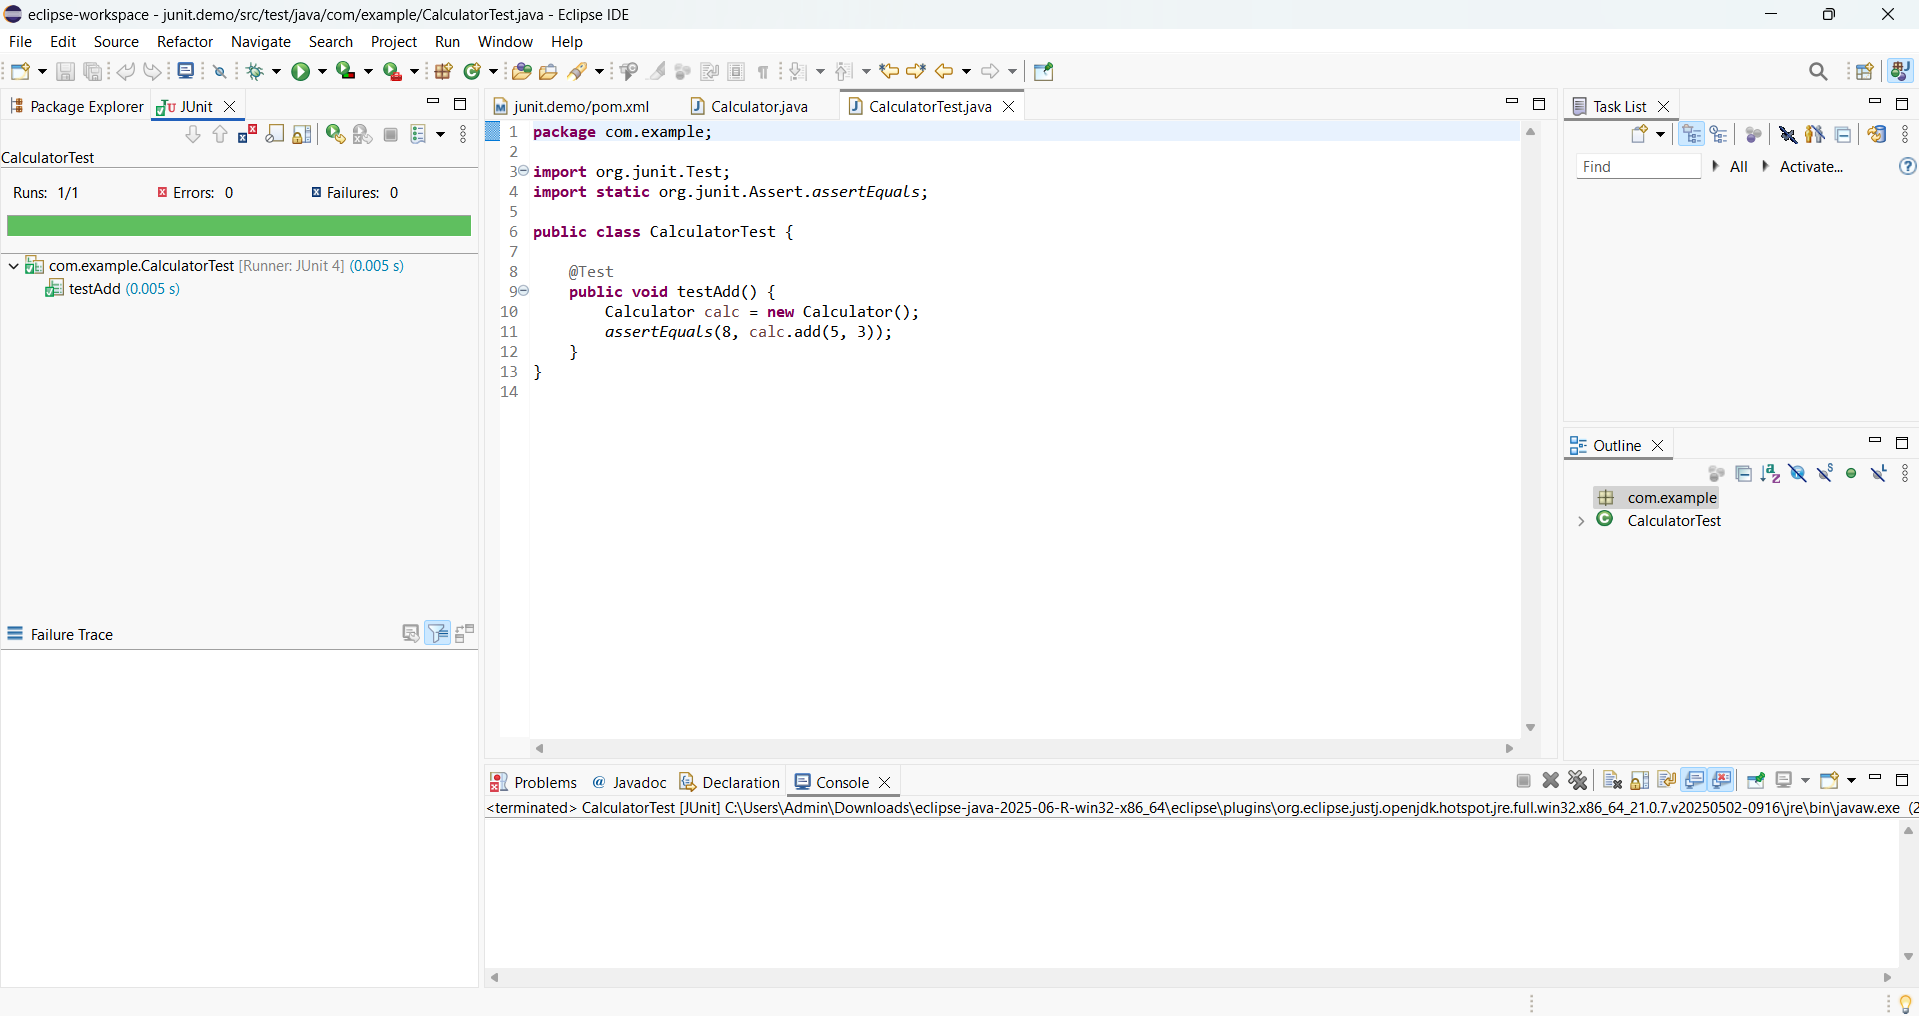 eclipse-workspace - junit.demo/src/test/java/com/example/CalculatorTest.java - Eclipse IDE
File Edit Source Refactor Navigate Search Project Run Window Help
Package Explorer JUnit
CalculatorTest
Runs: 1/1 Errors: 0 Failures: 0
com.example.CalculatorTest [Runner: JUnit 4] (0.005 s)
testAdd (0.005 s)
Failure Trace
junit.demo/pom.xml Calculator.java CalculatorTest.java
1 package com.example;
2
3 import org.junit.Test;
4 import static org.junit.Assert.assertEquals;
5
6 public class CalculatorTest {
7
8 @Test
9 public void testAdd() {
10 Calculator calc = new Calculator();
11 assertEquals(8, calc.add(5, 3));
12 }
13 }
14
Task List
Find All Activate...
Outline
com.example
CalculatorTest
Problems Javadoc Declaration Console
<terminated> CalculatorTest [JUnit] C:\Users\Admin\Downloads\eclipse-java-2025-06-R-win32-x86_64\eclipse\plugins\org.eclipse.justj.openjdk.hotspot.jre.full.win32.x86_64_21.0.7.v20250502-0916\jre\bin\javaw.exe (2